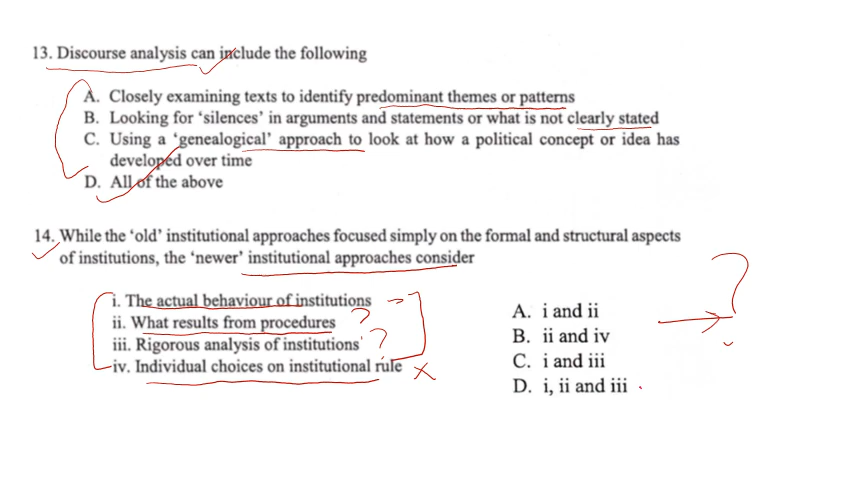 13. Discourse analysis can include the following
A. Closely examining texts to identify predominant themes or patterns
B. Looking for ‘silences’ in arguments and statements or what is not clearly stated
C. Using a ‘genealogical’ approach to look at how a political concept or idea has
developed over time
D. All of the above
14. While the ‘old’ institutional approaches focused simply on the formal and structural aspects
of institutions, the ‘newer’ institutional approaches consider
i. The actual behaviour of institutions
ii. What results from procedures ?
iii. Rigorous analysis of institutions ?
iv. Individual choices on institutional rule x
A. i and ii
B. ii and iv
C. i and iii
D. i, ii and iii
?